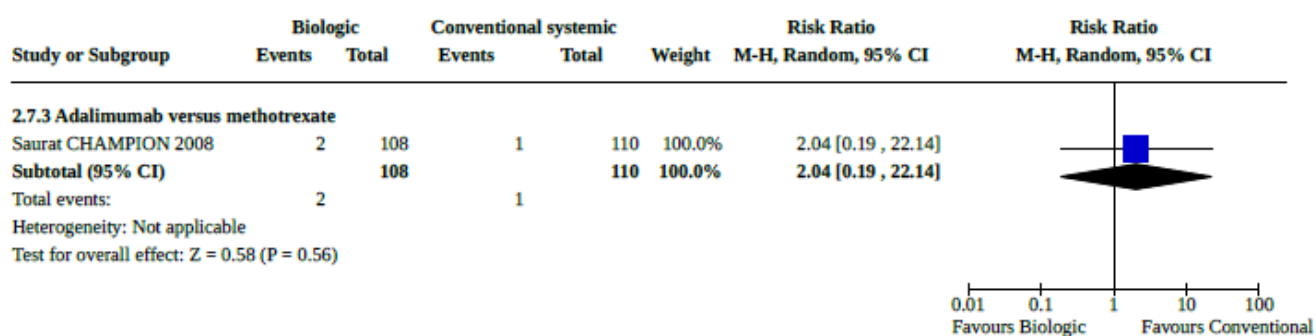 Biologic Conventional systemic Risk Ratio Risk Ratio
Study or Subgroup Events Total Events Total Weight M-H, Random, 95% CI M-H, Random, 95% CI
2.7.3 Adalimumab versus methotrexate
Saurat CHAMPION 2008 2 108 1 110 100.0% 2.04 [0.19 , 22.14]
Subtotal (95% CI) 108 110 100.0% 2.04 [0.19 , 22.14]
Total events: 2 1
Heterogeneity: Not applicable
Test for overall effect: Z = 0.58 (P = 0.56)
0.01 0.1 1 10 100
Favours Biologic Favours Conventional